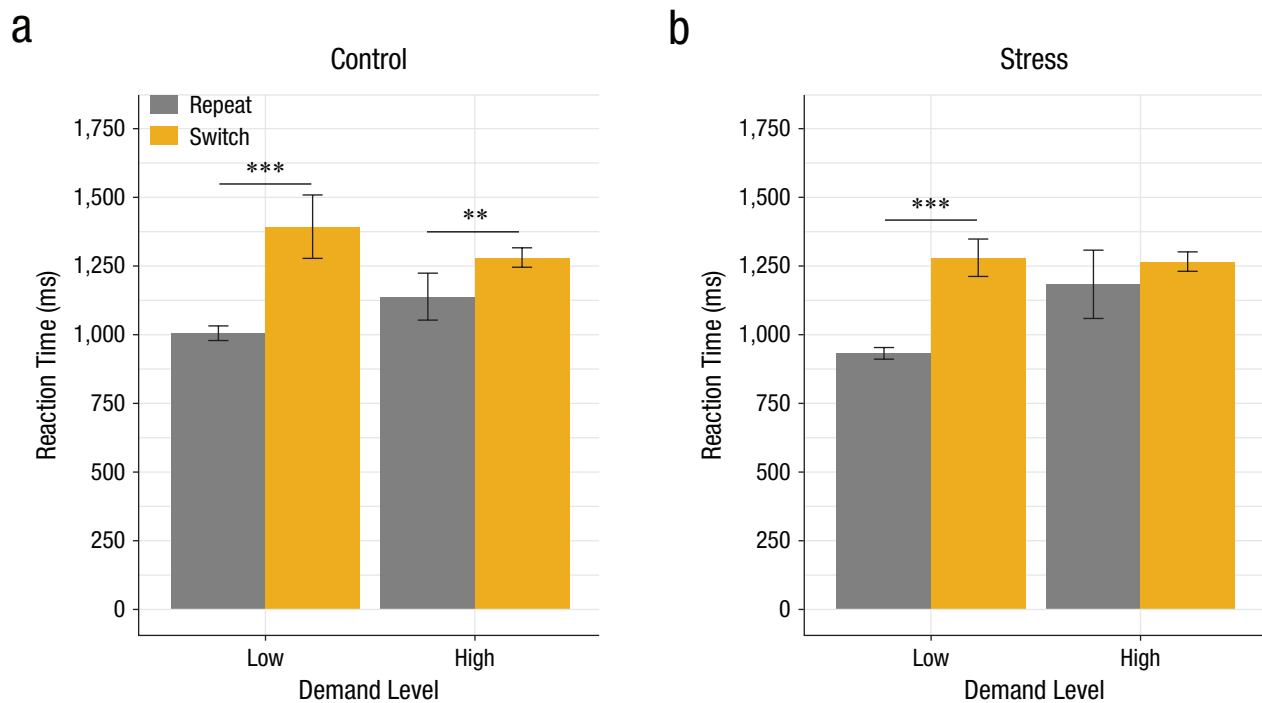 a
Control
Repeat
Switch
1,750
1,500
1,250
1,000
750
500
250
0
Reaction Time (ms)
***
**
Low
High
Demand Level
b
Stress
1,750
1,500
1,250
1,000
750
500
250
0
Reaction Time (ms)
***
Low
High
Demand Level